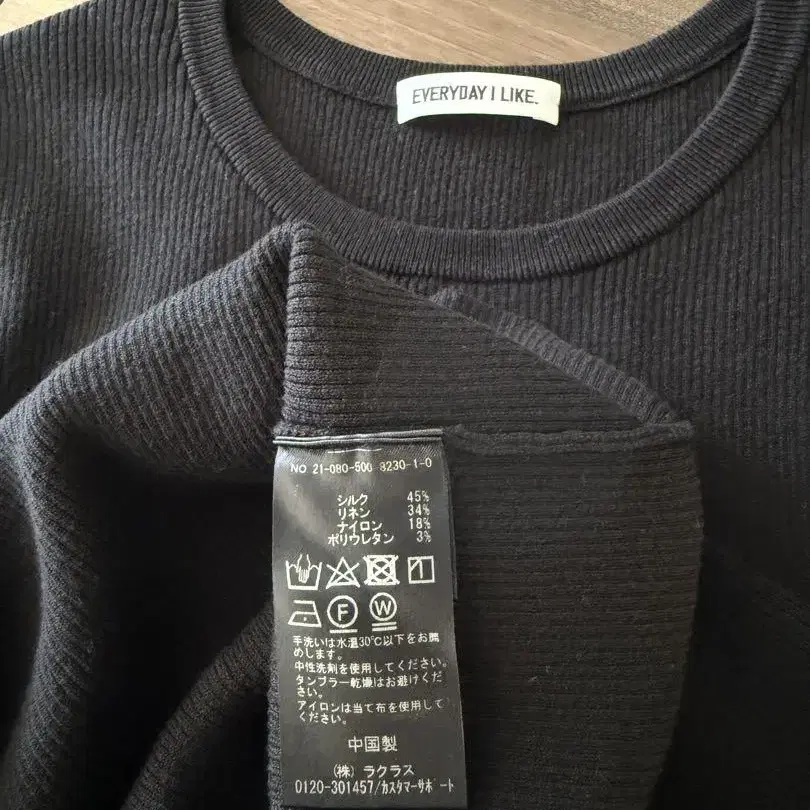 EVERYDAY I LIKE.
NO 21-080-500 8230-1-0
シルク 45%
リネン 34%
ナイロン 18%
ポリウレタン 3%
F W
手洗いは水温30℃以下をお薦
めします。
中性洗剤を使用してください。
タンブラー乾燥はお避けくだ
さい。
アイロンは当て布を使用して
ください。
中国製
(株) ラクラス
0120-301457/カスタマーサポート